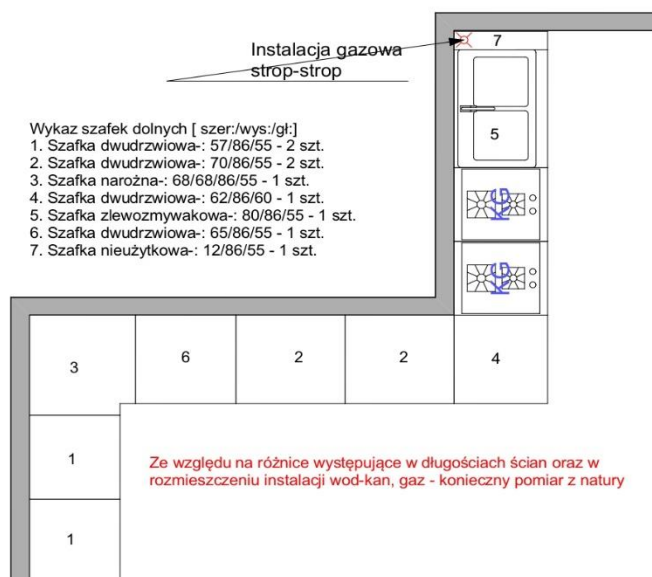 Instalacja gazowa
strop-strop
7
Wykaz szafek dolnych [ szer:/wys:/gł:]
1. Szafka dwudrzwiowa-: 57/86/55 - 2 szt.
2. Szafka dwudrzwiowa-: 70/86/55 - 2 szt.
3. Szafka narożna-: 68/68/86/55 - 1 szt.
4. Szafka dwudrzwiowa-: 62/86/60 - 1 szt.
5. Szafka zlewozmywakowa-: 80/86/55 - 1 szt.
6. Szafka dwudrzwiowa-: 65/86/55 - 1 szt.
7. Szafka nieużytkowa-: 12/86/55 - 1 szt.
5
KG
KG
3
6
2
2
4
1
Ze względu na różnice występujące w długościach ścian oraz w
rozmieszczeniu instalacji wod-kan, gaz - konieczny pomiar z natury
1